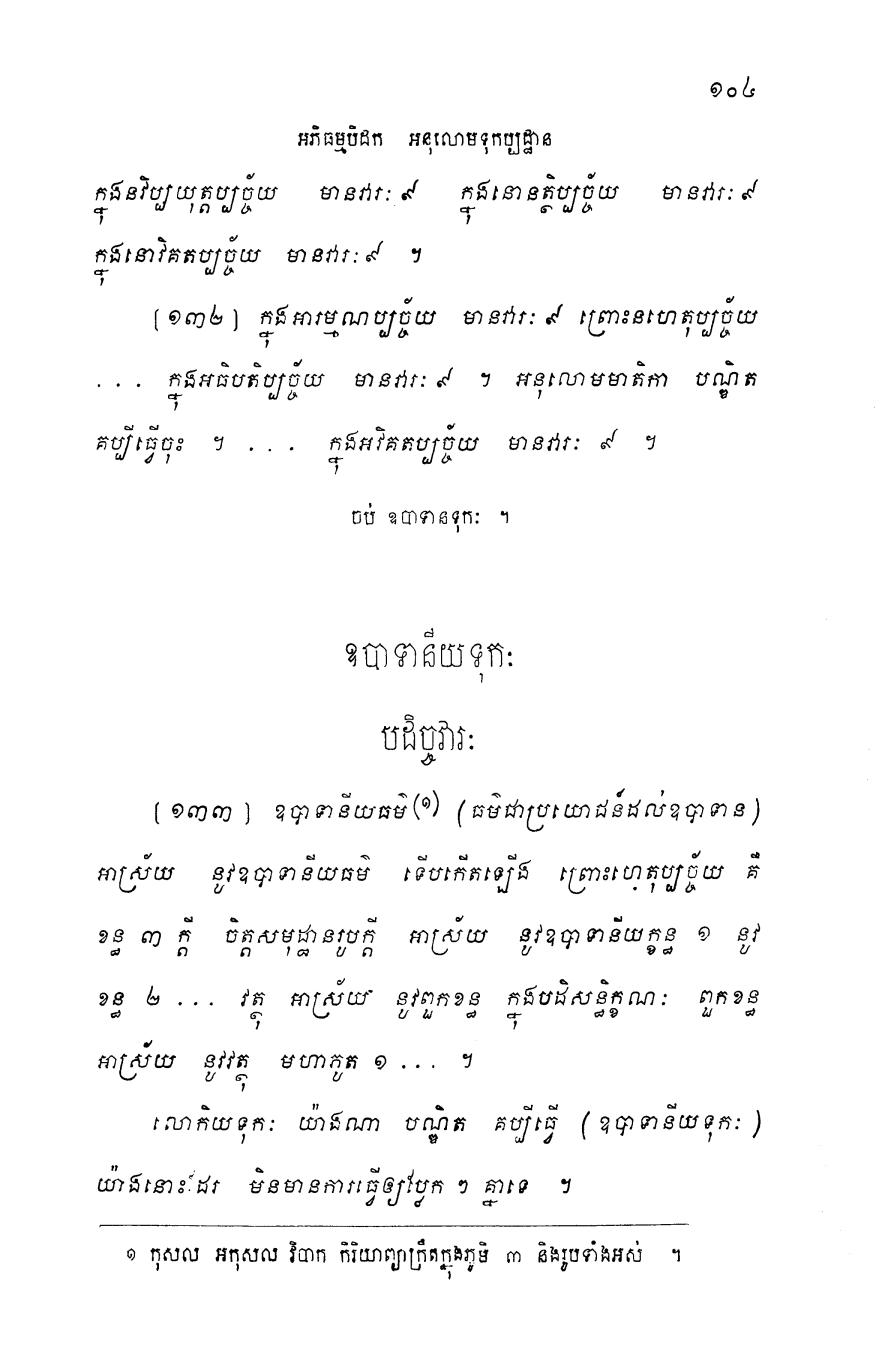 ១០៤
អភិធម្មបិដក អនុលោមទុកប្បដ្ឋាន
ក្នុងនវិប្បយុត្តប្បច្ច័យ មានវារៈ ៩ ក្នុងនោនត្ថិប្បច្ច័យ មានវារៈ ៩
ក្នុងនោវិគតប្បច្ច័យ មានវារៈ ៩ ។
[១៣២] ក្នុងអារម្មណប្បច្ច័យ មានវារៈ ៩ ព្រោះនហេតុប្បច្ច័យ
... ក្នុងអធិបតិប្បច្ច័យ មានវារៈ ៩ ។ អនុលោមមាតិកា បណ្ឌិត
គប្បីធ្វើចុះ ។ ... ក្នុងអវិគតប្បច្ច័យ មានវារៈ ៩ ។
ចប់ ឧបាទានទុកៈ ។
ឧបាទានីយទុកៈ
បដិច្ចវារៈ
[១៣៣] ឧបាទានីយធម៌(១) (ធម៌ជាប្រយោជន៍ដល់ឧបាទាន)
អាស្រ័យ នូវឧបាទានីយធម៌ ទើបកើតឡើង ព្រោះហេតុប្បច្ច័យ គឺ
ខន្ធ ៣ ក្តី ចិត្តសមុដ្ឋានរូបក្តី អាស្រ័យ នូវឧបាទានីយក្ខន្ធ ១ នូវ
ខន្ធ ២ ... វត្ថុ អាស្រ័យ នូវពួកខន្ធ ក្នុងបដិសន្ធិក្ខណៈ ពួកខន្ធ
អាស្រ័យ នូវវត្ថុ មហាភូត ១ ... ។
លោកិយទុកៈ យ៉ាងណា បណ្ឌិត គប្បីធ្វើ (ឧបាទានីយទុកៈ)
យ៉ាងនោះដែរ មិនមានការធ្វើឲ្យប្លែក ៗ គ្នាទេ ។
១ កុសល អកុសល វិបាក កិរិយាព្យាក្រឹតក្នុងភូមិ ៣ និងរូបទាំងអស់ ។